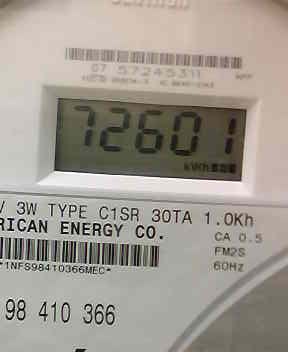 07 57245311
72601
kWh
V 3W TYPE C1SR 30TA 1.0Kh
RICAN ENERGY CO.
CA 0.5
FM2S
60Hz
*1NFS98410366MEC*
98 410 366